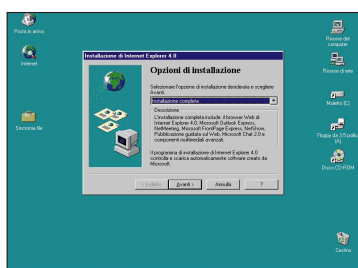 Posta in arrivo
Internet
Sincronia file
Installazione di Internet Explorer 4.0
Opzioni di installazione
Selezionare l'opzione di installazione desiderata e scegliere
Avanti.
Installazione completa
Descrizione
L'installazione completa include: il browser Web di
Internet Explorer 4.0, Microsoft Outlook Express,
NetMeeting, Microsoft FrontPage Express, NetShow,
Pubblicazione guidata sul Web, Microsoft Chat 2.0 e
componenti multimediali avanzati.
Il programma di installazione di Internet Explorer 4.0
controlla e scarica automaticamente software creato da
Microsoft.
< Indietro
Avanti >
Annulla
?
Risorse del
computer
Risorse di rete
Muletto (C)
Floppy da 3,5 pollici
(A)
Disco CD-ROM
Cestino